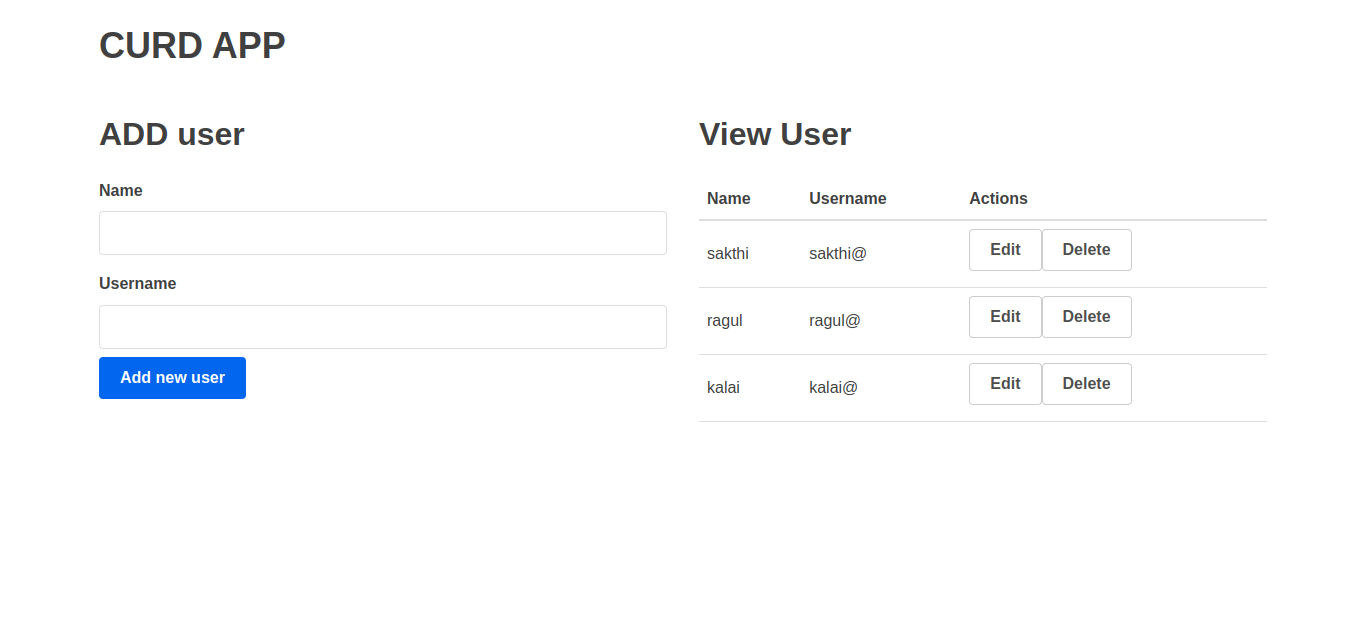 CURD APP
ADD user
Name
Username
Add new user
View User
Name Username Actions
sakthi sakthi@ Edit Delete
ragul ragul@ Edit Delete
kalai kalai@ Edit Delete